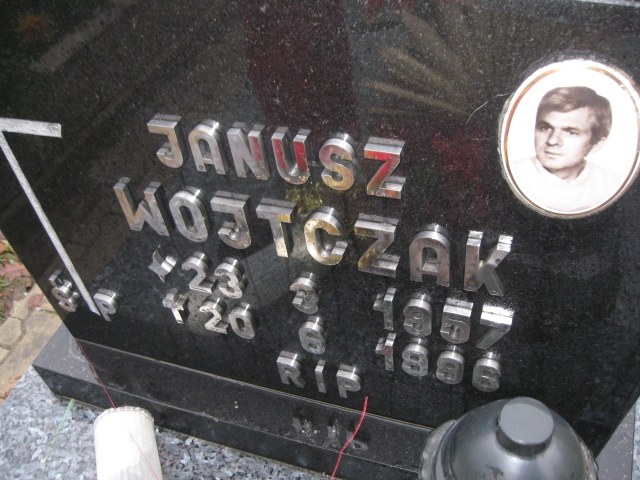 JANUSZ
WOJTCZAK
Ś P
* 23 3 1957
† 20 6 1996
RIP